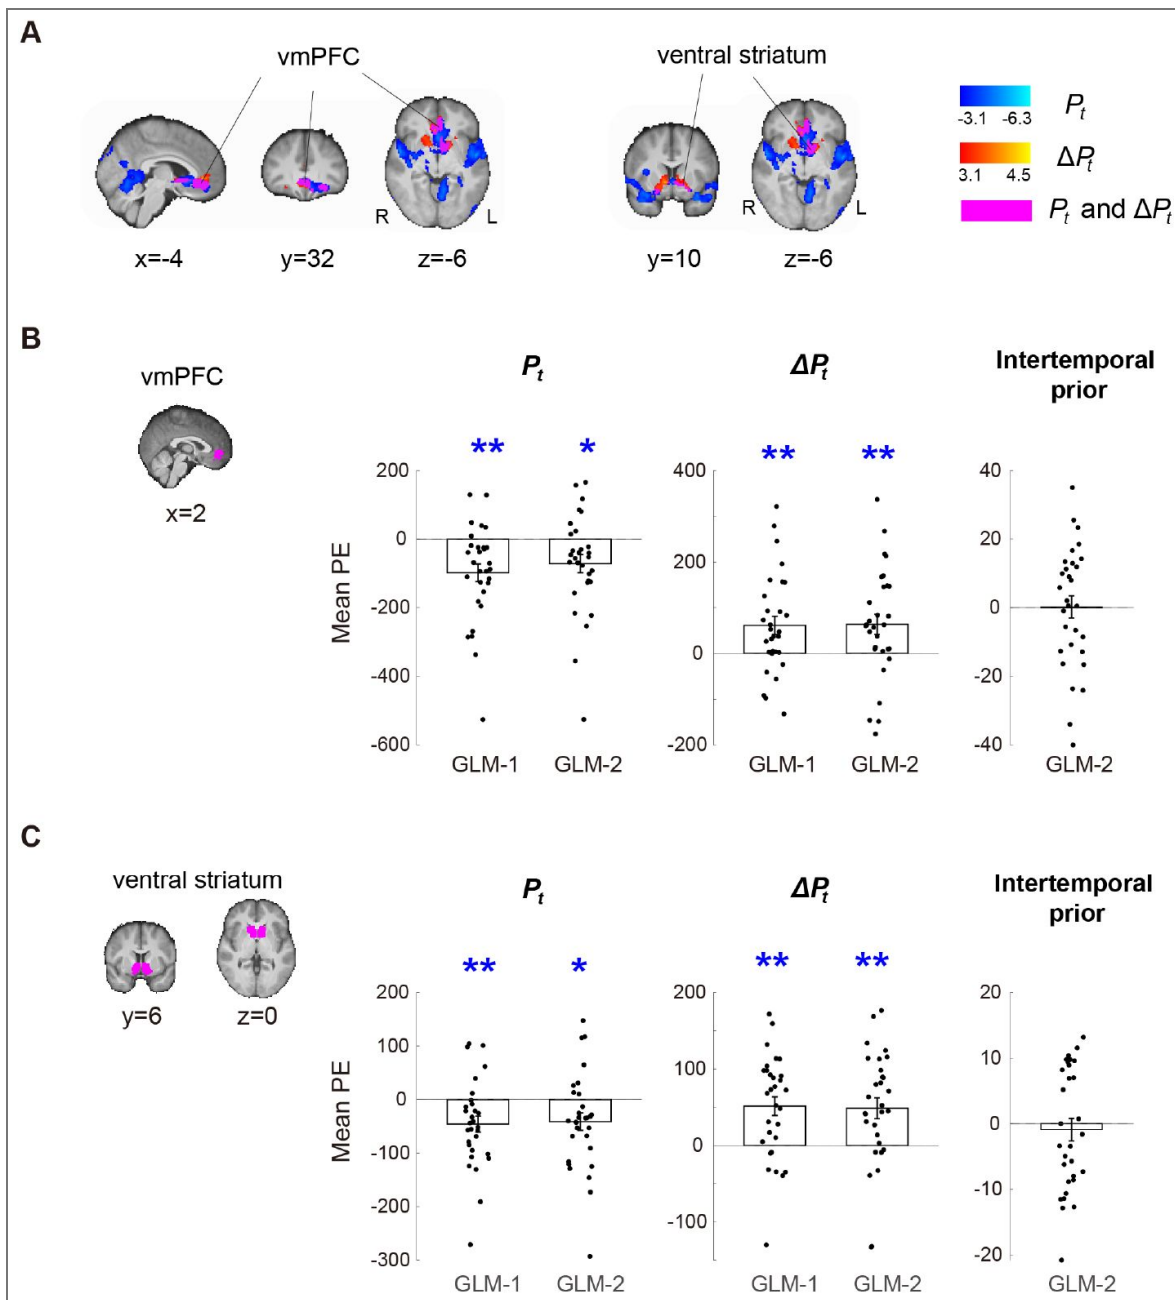 A
vmPFC
ventral striatum
-3.1 -6.3 Pt
3.1 4.5 ΔPt
Pt and ΔPt
R L
R L
x=-4 y=32 z=-6 y=10 z=-6
B
vmPFC
x=2
Pt
ΔPt
Intertemporal
prior
** * ** **
Mean PE
200
0
-200
-400
-600
GLM-1 GLM-2
400
200
0
-200
GLM-1 GLM-2
40
20
0
-20
-40
GLM-2
C
ventral striatum
y=6 z=0
Pt
ΔPt
Intertemporal
prior
** * ** **
Mean PE
200
100
0
-100
-200
-300
GLM-1 GLM-2
200
100
0
-100
GLM-1 GLM-2
20
10
0
-10
-20
GLM-2